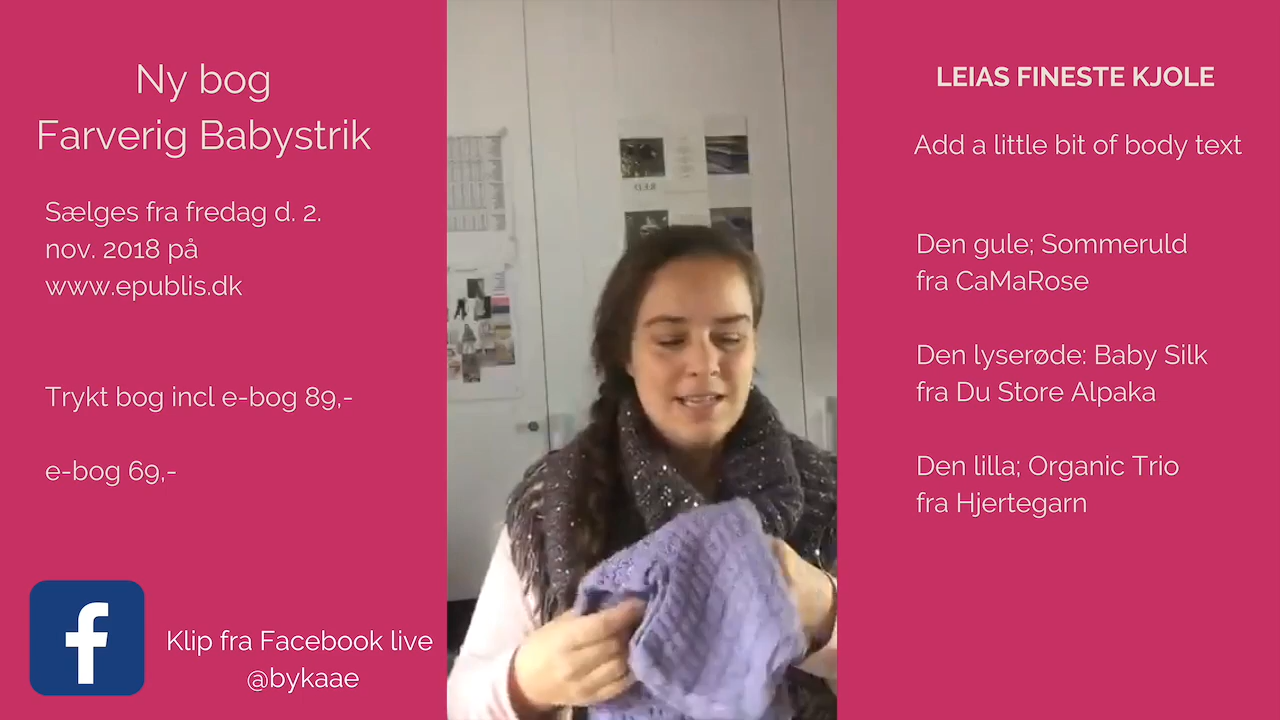 Ny bog
Farverig Babystrik
Sælges fra fredag d. 2.
nov. 2018 på
www.epublis.dk
Trykt bog incl e-bog 89,-
e-bog 69,-
f
Klip fra Facebook live
@bykaae
LEIAS FINESTE KJOLE
Add a little bit of body text
Den gule; Sommeruld
fra CaMaRose
Den lyserøde: Baby Silk
fra Du Store Alpaka
Den lilla; Organic Trio
fra Hjertegarn